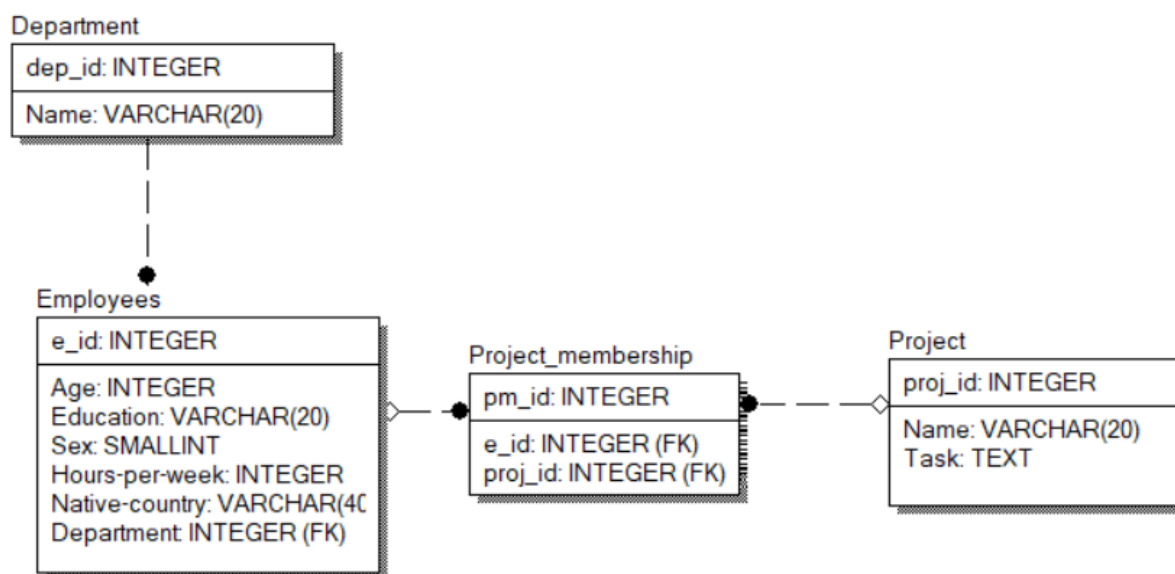 Department
dep_id: INTEGER
Name: VARCHAR(20)
Employees
e_id: INTEGER
Age: INTEGER
Education: VARCHAR(20)
Sex: SMALLINT
Hours-per-week: INTEGER
Native-country: VARCHAR(40
Department: INTEGER (FK)
Project_membership
pm_id: INTEGER
e_id: INTEGER (FK)
proj_id: INTEGER (FK)
Project
proj_id: INTEGER
Name: VARCHAR(20)
Task: TEXT